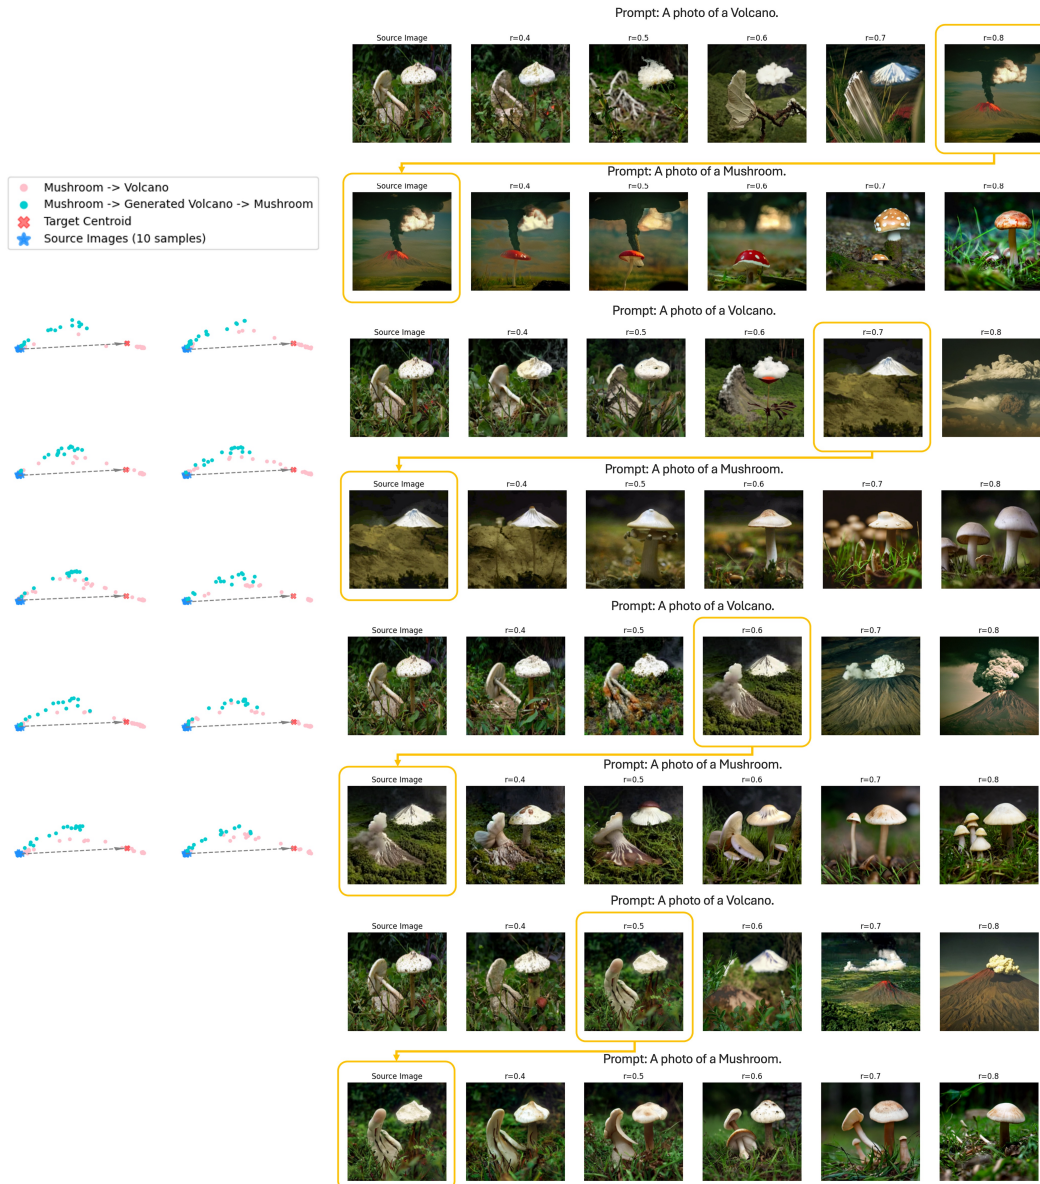 Prompt: A photo of a Volcano.
Source Image r=0.4 r=0.5 r=0.6 r=0.7 r=0.8
Mushroom -> Volcano
Mushroom -> Generated Volcano -> Mushroom
Target Centroid
Source Images (10 samples)
Prompt: A photo of a Mushroom.
Source Image r=0.4 r=0.5 r=0.6 r=0.7 r=0.8
Prompt: A photo of a Volcano.
Source Image r=0.4 r=0.5 r=0.6 r=0.7 r=0.8
Prompt: A photo of a Mushroom.
Source Image r=0.4 r=0.5 r=0.6 r=0.7 r=0.8
Prompt: A photo of a Volcano.
Source Image r=0.4 r=0.5 r=0.6 r=0.7 r=0.8
Prompt: A photo of a Mushroom.
Source Image r=0.4 r=0.5 r=0.6 r=0.7 r=0.8
Prompt: A photo of a Volcano.
Source Image r=0.4 r=0.5 r=0.6 r=0.7 r=0.8
Prompt: A photo of a Mushroom.
Source Image r=0.4 r=0.5 r=0.6 r=0.7 r=0.8